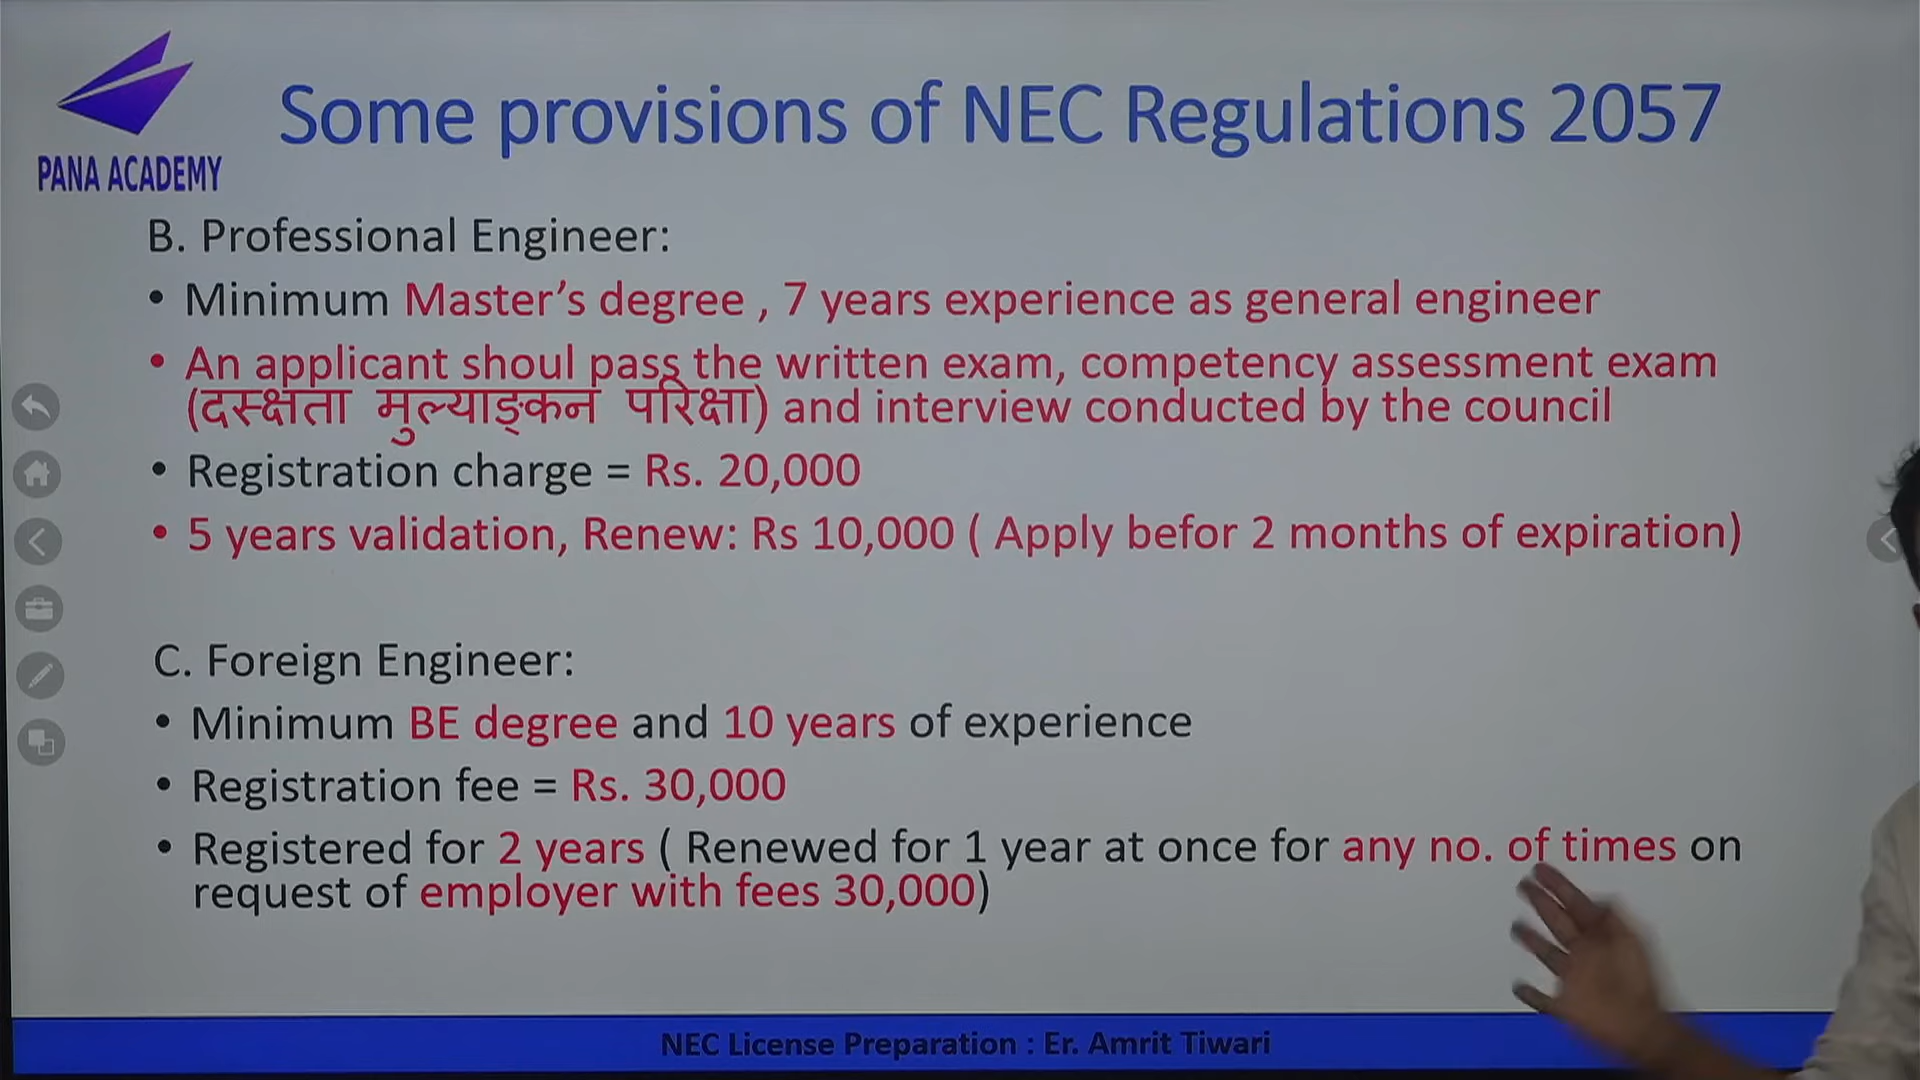 PANA ACADEMY
Some provisions of NEC Regulations 2057
B. Professional Engineer:
• Minimum Master's degree , 7 years experience as general engineer
• An applicant shoul pass the written exam, competency assessment exam
(दस्क्षता मुल्याङ्कन परिक्षा) and interview conducted by the council
• Registration charge = Rs. 20,000
• 5 years validation, Renew: Rs 10,000 ( Apply befor 2 months of expiration)
C. Foreign Engineer:
• Minimum BE degree and 10 years of experience
• Registration fee = Rs. 30,000
• Registered for 2 years ( Renewed for 1 year at once for any no. of times on
request of employer with fees 30,000)
NEC License Preparation : Er. Amrit Tiwari